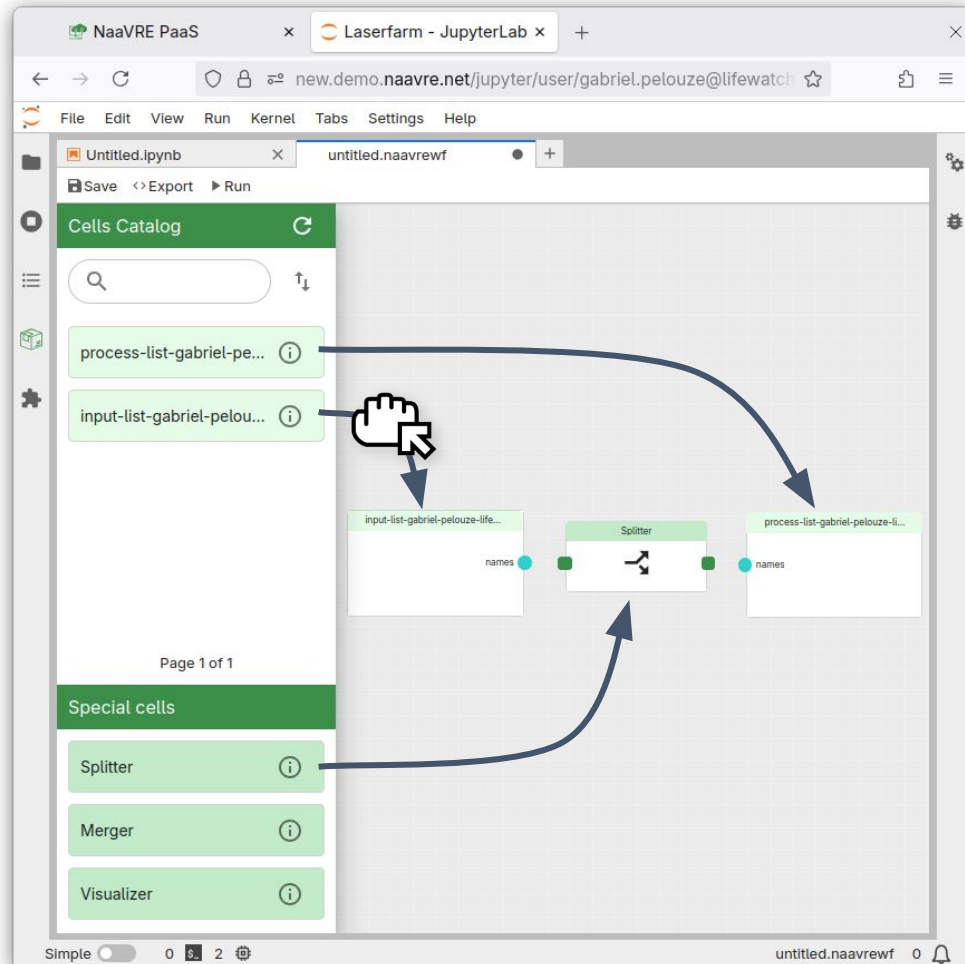 NaaVRE PaaS
Laserfarm - JupyterLab
new.demo.naavre.net/jupyter/user/gabriel.pelouze@lifewatch
File Edit View Run Kernel Tabs Settings Help
Untitled.ipynb
untitled.naavrewf
Save Export Run
Cells Catalog
process-list-gabriel-pe...
input-list-gabriel-pelou...
input-list-gabriel-pelouze-life...
names
Splitter
process-list-gabriel-pelouze-li...
names
Page 1 of 1
Special cells
Splitter
Merger
Visualizer
Simple 0 $_ 2
untitled.naavrewf 0